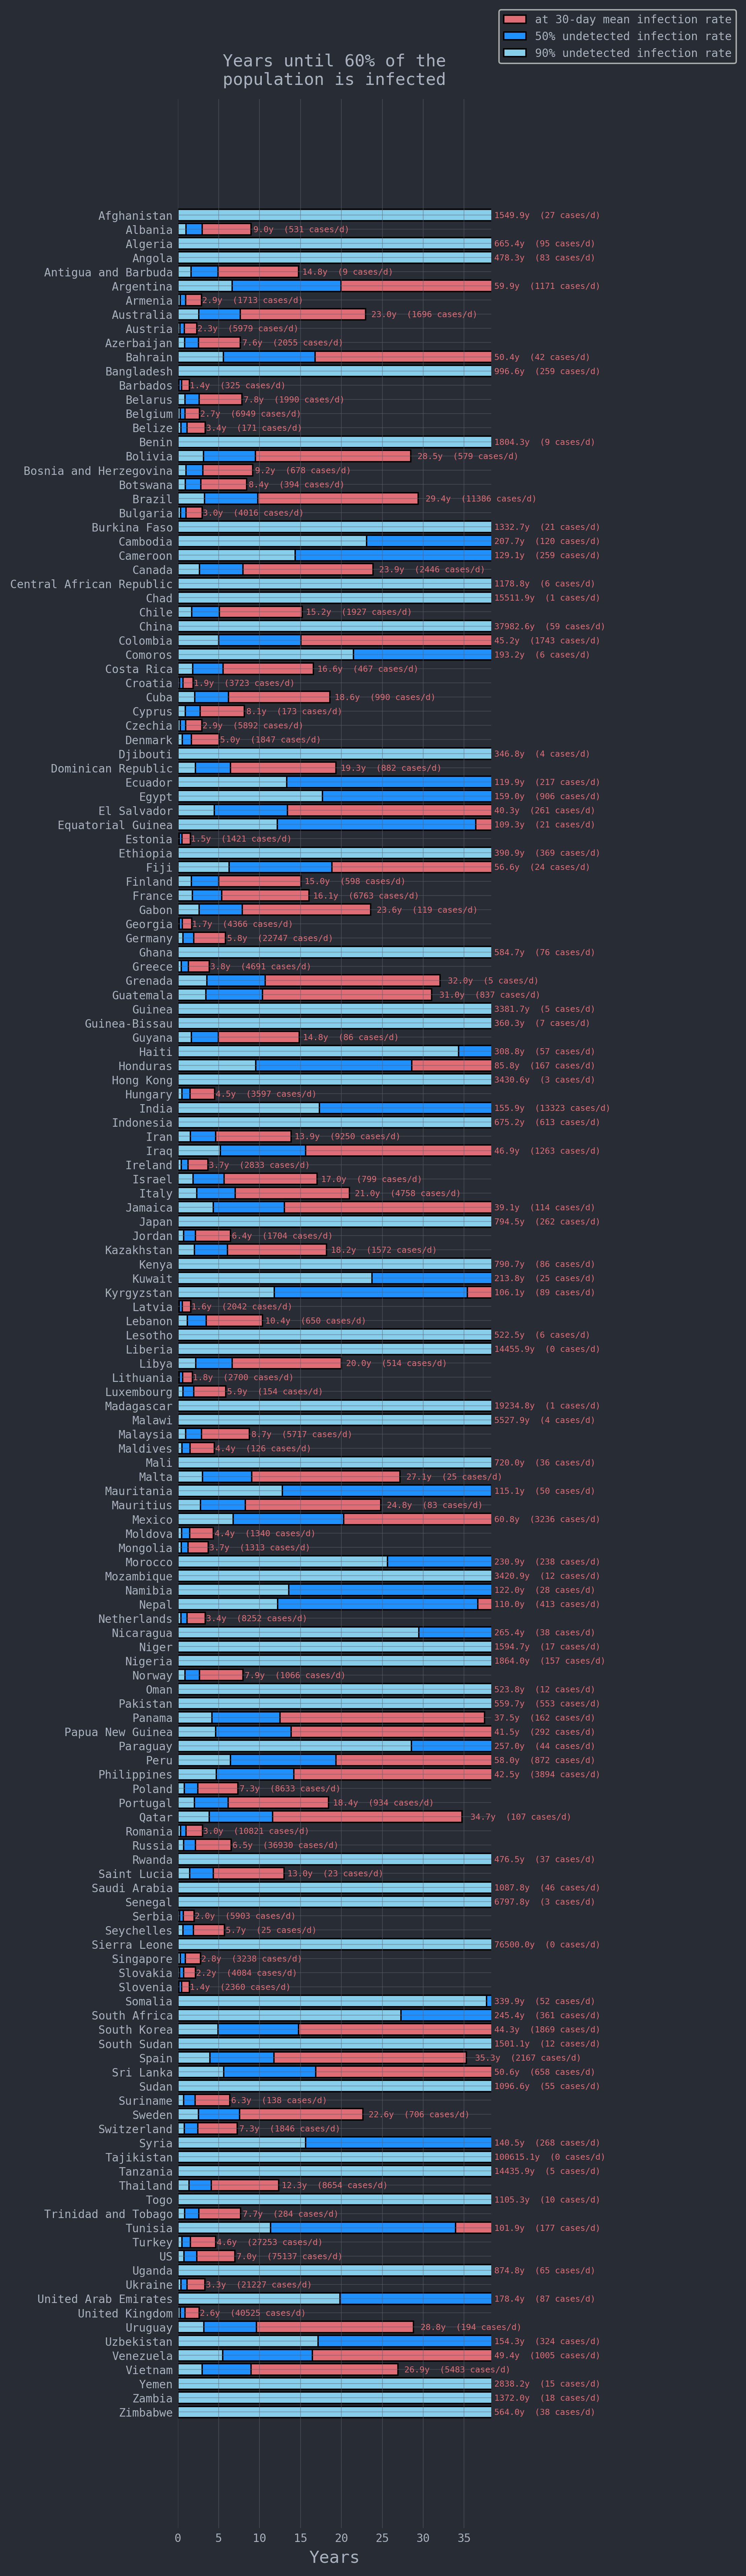 at 30-day mean infection rate
50% undetected infection rate
90% undetected infection rate
Years until 60% of the
population is infected
Afghanistan 1549.9y (27 cases/d)
Albania 9.0y (531 cases/d)
Algeria 665.4y (95 cases/d)
Angola 478.3y (83 cases/d)
Antigua and Barbuda 14.8y (9 cases/d)
Argentina 59.9y (1171 cases/d)
Armenia 2.9y (1713 cases/d)
Australia 23.0y (1696 cases/d)
Austria 2.3y (5979 cases/d)
Azerbaijan 7.6y (2055 cases/d)
Bahrain 50.4y (42 cases/d)
Bangladesh 996.6y (259 cases/d)
Barbados 1.4y (325 cases/d)
Belarus 7.8y (1990 cases/d)
Belgium 2.7y (6949 cases/d)
Belize 3.4y (171 cases/d)
Benin 1804.3y (9 cases/d)
Bolivia 28.5y (579 cases/d)
Bosnia and Herzegovina 9.2y (678 cases/d)
Botswana 8.4y (394 cases/d)
Brazil 29.4y (11386 cases/d)
Bulgaria 3.0y (4016 cases/d)
Burkina Faso 1332.7y (21 cases/d)
Cambodia 207.7y (120 cases/d)
Cameroon 129.1y (259 cases/d)
Canada 23.9y (2446 cases/d)
Central African Republic 1178.8y (6 cases/d)
Chad 15511.9y (1 cases/d)
Chile 15.2y (1927 cases/d)
China 37982.6y (59 cases/d)
Colombia 45.2y (1743 cases/d)
Comoros 193.2y (6 cases/d)
Costa Rica 16.6y (467 cases/d)
Croatia 1.9y (3723 cases/d)
Cuba 18.6y (990 cases/d)
Cyprus 8.1y (173 cases/d)
Czechia 2.9y (5892 cases/d)
Denmark 5.0y (1847 cases/d)
Djibouti 346.8y (4 cases/d)
Dominican Republic 19.3y (882 cases/d)
Ecuador 119.9y (217 cases/d)
Egypt 159.0y (906 cases/d)
El Salvador 40.3y (261 cases/d)
Equatorial Guinea 109.3y (21 cases/d)
Estonia 1.5y (1421 cases/d)
Ethiopia 390.9y (369 cases/d)
Fiji 56.6y (24 cases/d)
Finland 15.0y (598 cases/d)
France 16.1y (6763 cases/d)
Gabon 23.6y (119 cases/d)
Georgia 1.7y (4366 cases/d)
Germany 5.8y (22747 cases/d)
Ghana 584.7y (76 cases/d)
Greece 3.8y (4691 cases/d)
Grenada 32.0y (5 cases/d)
Guatemala 31.0y (837 cases/d)
Guinea 3381.7y (5 cases/d)
Guinea-Bissau 360.3y (7 cases/d)
Guyana 14.8y (86 cases/d)
Haiti 308.8y (57 cases/d)
Honduras 85.8y (167 cases/d)
Hong Kong 3430.6y (3 cases/d)
Hungary 4.5y (3597 cases/d)
India 155.9y (13323 cases/d)
Indonesia 675.2y (613 cases/d)
Iran 13.9y (9250 cases/d)
Iraq 46.9y (1263 cases/d)
Ireland 3.7y (2833 cases/d)
Israel 17.0y (799 cases/d)
Italy 21.0y (4758 cases/d)
Jamaica 39.1y (114 cases/d)
Japan 794.5y (262 cases/d)
Jordan 6.4y (1704 cases/d)
Kazakhstan 18.2y (1572 cases/d)
Kenya 790.7y (86 cases/d)
Kuwait 213.8y (25 cases/d)
Kyrgyzstan 106.1y (89 cases/d)
Latvia 1.6y (2042 cases/d)
Lebanon 10.4y (650 cases/d)
Lesotho 522.5y (6 cases/d)
Liberia 14455.9y (0 cases/d)
Libya 20.0y (514 cases/d)
Lithuania 1.8y (2700 cases/d)
Luxembourg 5.9y (154 cases/d)
Madagascar 19234.8y (1 cases/d)
Malawi 5527.9y (4 cases/d)
Malaysia 8.7y (5717 cases/d)
Maldives 4.4y (126 cases/d)
Mali 720.0y (36 cases/d)
Malta 27.1y (25 cases/d)
Mauritania 115.1y (50 cases/d)
Mauritius 24.8y (83 cases/d)
Mexico 60.8y (3236 cases/d)
Moldova 4.4y (1340 cases/d)
Mongolia 3.7y (1313 cases/d)
Morocco 230.9y (238 cases/d)
Mozambique 3420.9y (12 cases/d)
Namibia 122.0y (28 cases/d)
Nepal 110.0y (413 cases/d)
Netherlands 3.4y (8252 cases/d)
Nicaragua 265.4y (38 cases/d)
Niger 1594.7y (17 cases/d)
Nigeria 1864.0y (157 cases/d)
Norway 7.9y (1066 cases/d)
Oman 523.8y (12 cases/d)
Pakistan 559.7y (553 cases/d)
Panama 37.5y (162 cases/d)
Papua New Guinea 41.5y (292 cases/d)
Paraguay 257.0y (44 cases/d)
Peru 58.0y (872 cases/d)
Philippines 42.5y (3894 cases/d)
Poland 7.3y (8633 cases/d)
Portugal 18.4y (934 cases/d)
Qatar 34.7y (107 cases/d)
Romania 3.0y (10821 cases/d)
Russia 6.5y (36930 cases/d)
Rwanda 476.5y (37 cases/d)
Saint Lucia 13.0y (23 cases/d)
Saudi Arabia 1087.8y (46 cases/d)
Senegal 6797.8y (3 cases/d)
Serbia 2.0y (5903 cases/d)
Seychelles 5.7y (25 cases/d)
Sierra Leone 76500.0y (0 cases/d)
Singapore 2.8y (3238 cases/d)
Slovakia 2.2y (4084 cases/d)
Slovenia 1.4y (2360 cases/d)
Somalia 339.9y (52 cases/d)
South Africa 245.4y (361 cases/d)
South Korea 44.3y (1869 cases/d)
South Sudan 1501.1y (12 cases/d)
Spain 35.3y (2167 cases/d)
Sri Lanka 50.6y (658 cases/d)
Sudan 1096.6y (55 cases/d)
Suriname 6.3y (138 cases/d)
Sweden 22.6y (706 cases/d)
Switzerland 7.3y (1846 cases/d)
Syria 140.5y (268 cases/d)
Tajikistan 100615.1y (0 cases/d)
Tanzania 14435.9y (5 cases/d)
Thailand 12.3y (8654 cases/d)
Togo 1105.3y (10 cases/d)
Trinidad and Tobago 7.7y (284 cases/d)
Tunisia 101.9y (177 cases/d)
Turkey 4.6y (27253 cases/d)
US 7.0y (75137 cases/d)
Uganda 874.8y (65 cases/d)
Ukraine 3.3y (21227 cases/d)
United Arab Emirates 178.4y (87 cases/d)
United Kingdom 2.6y (40525 cases/d)
Uruguay 28.8y (194 cases/d)
Uzbekistan 154.3y (324 cases/d)
Venezuela 49.4y (1005 cases/d)
Vietnam 26.9y (5483 cases/d)
Yemen 2838.2y (15 cases/d)
Zambia 1372.0y (18 cases/d)
Zimbabwe 564.0y (38 cases/d)
0 5 10 15 20 25 30 35
Years